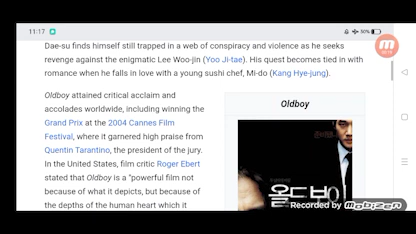 11:17
50%
Dae-su finds himself still trapped in a web of conspiracy and violence as he seeks
revenge against the enigmatic Lee Woo-jin (Yoo Ji-tae). His quest becomes tied in with
romance when he falls in love with a young sushi chef, Mi-do (Kang Hye-jung).
Oldboy attained critical acclaim and
accolades worldwide, including winning the
Grand Prix at the 2004 Cannes Film
Festival, where it garnered high praise from
Quentin Tarantino, the president of the jury.
In the United States, film critic Roger Ebert
stated that Oldboy is a "powerful film not
because of what it depicts, but because of
the depths of the human heart which it
Oldboy
올드보이
Recorded by mobizen